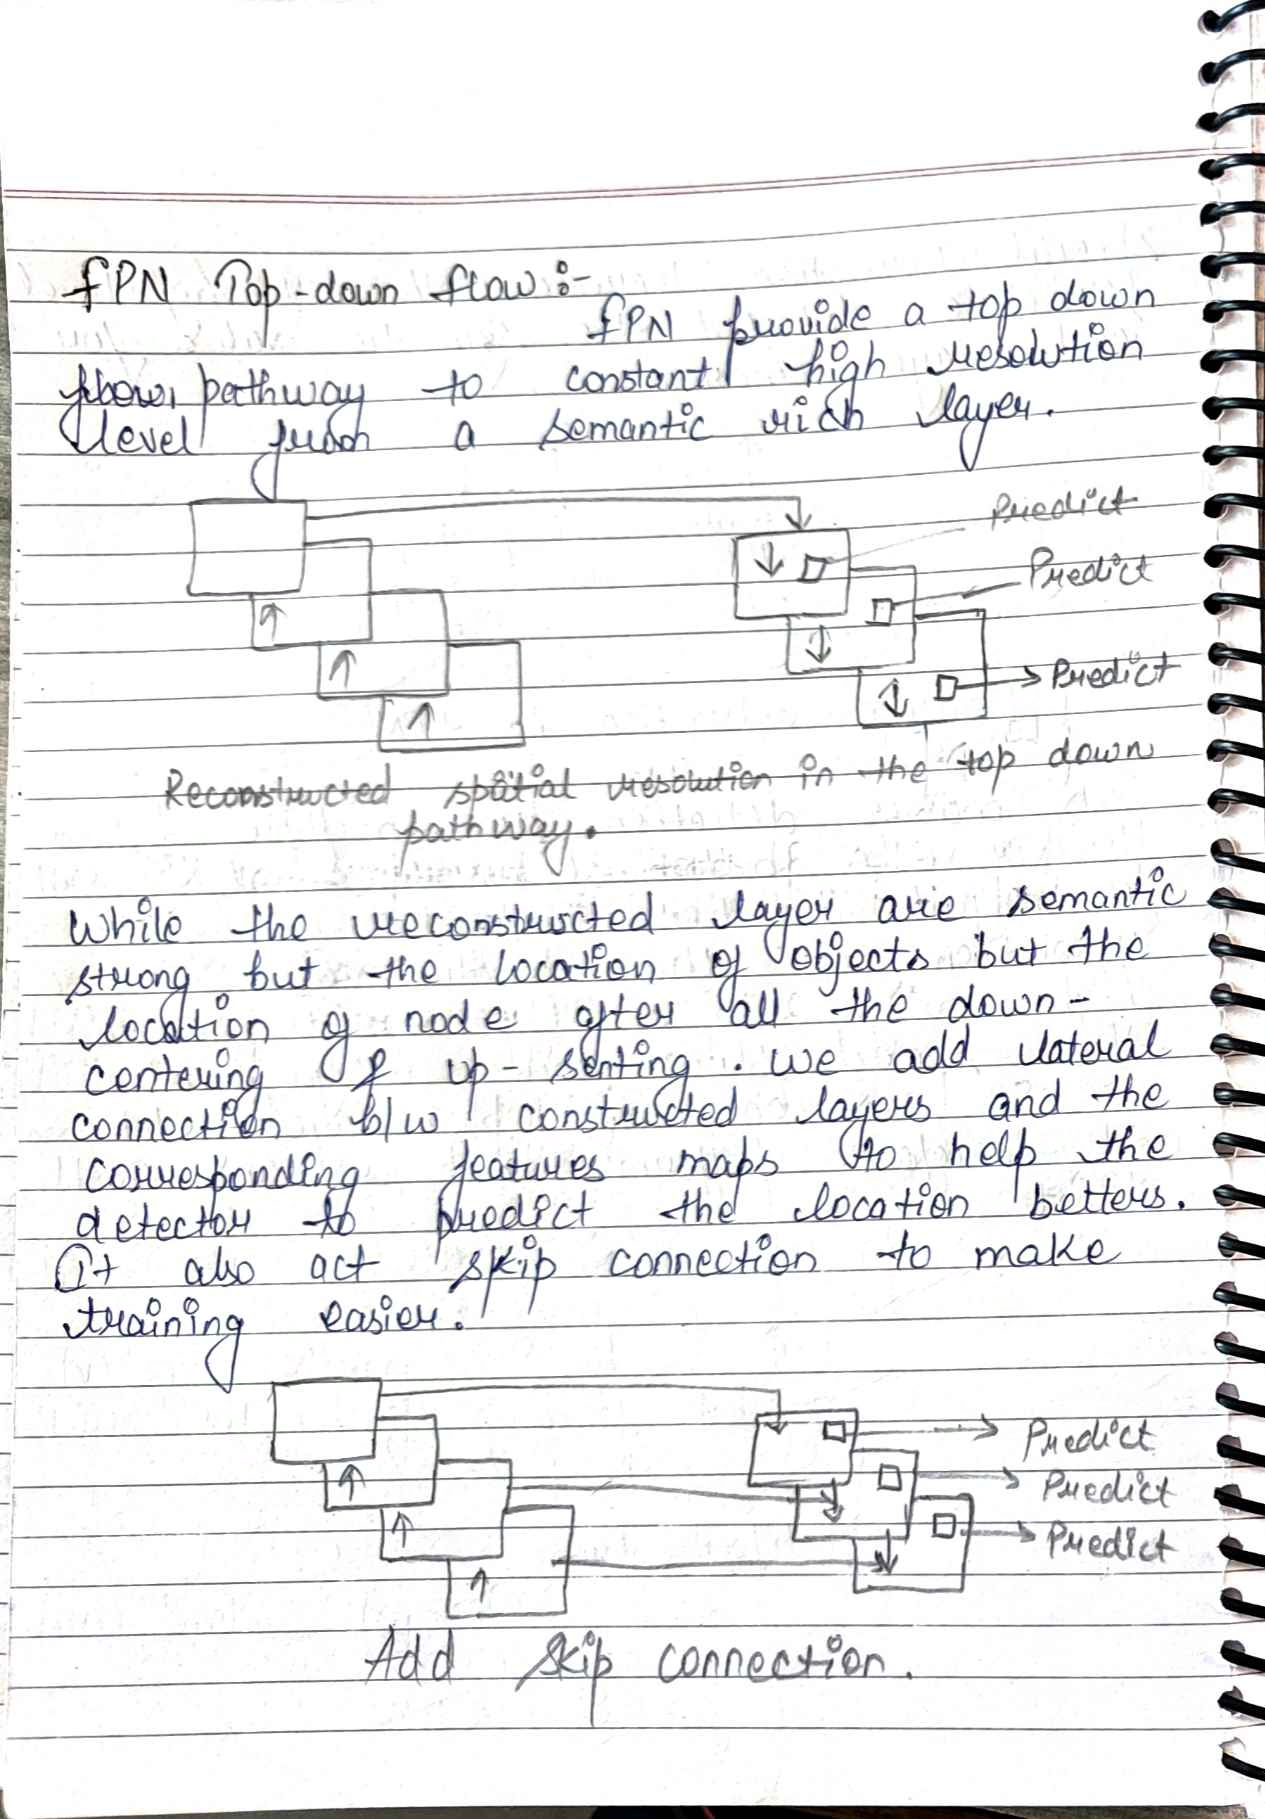 FPN Top-down flow :-
FPN provide a top down
pathway to constant high resolution
level from a semantic rich layer.
Predict
Predict
Predict
Reconstructed spatial resolution in the top down
pathway.
While the reconstructed layer are semantic
strong but the location of objects but the
location of node after all the down-
centering & up-senting. we add lateral
connection b/w constructed layers and the
corresponding features maps to help the
detector to predict the location betters.
It also act skip connection to make
training easier.
Predict
Predict
Predict
Add skip connection.